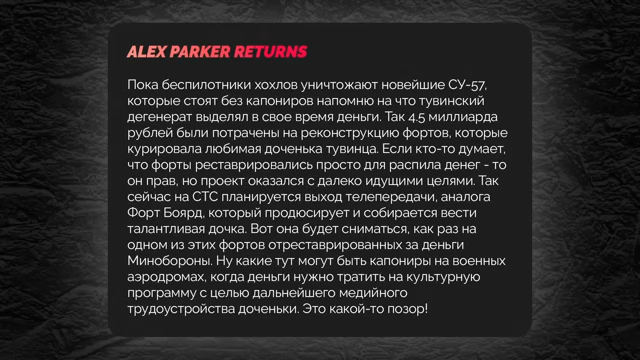 ALEX PARKER RETURNS
Пока беспилотники хохлов уничтожают новейшие СУ-57,
которые стоят без капониров напомню на что тувинский
дегенерат выделял в свое время деньги. Так 4.5 миллиарда
рублей были потрачены на реконструкцию фортов, которые
курировала любимая доченька тувинца. Если кто-то думает,
что форты реставрировались просто для распила денег - то
он прав, но проект оказался с далеко идущими целями. Так
сейчас на СТС планируется выход телепередачи, аналога
Форт Боярд, который продюсирует и собирается вести
талантливая дочка. Вот она будет сниматься, как раз на
одном из этих фортов отреставрированных за деньги
Минобороны. Ну какие тут могут быть капониры на военных
аэродромах, когда деньги нужно тратить на культурную
программу с целью дальнейшего медийного
трудоустройства доченьки. Это какой-то позор!